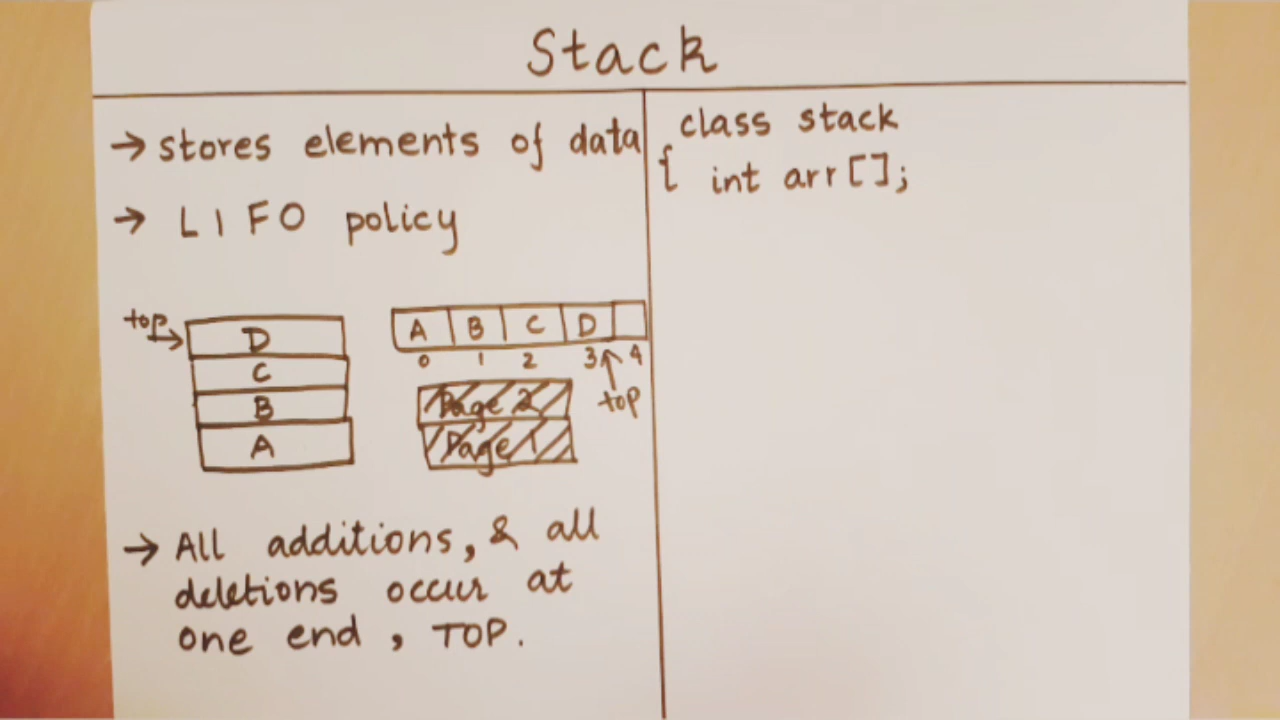 Stack
→ stores elements of data
→ LIFO policy
top
D
C
B
A
A B C D
0 1 2 3 4
top
Page 2
Page 1
→ All additions, & all
deletions occur at
one end, TOP.
class stack
{ int arr[];